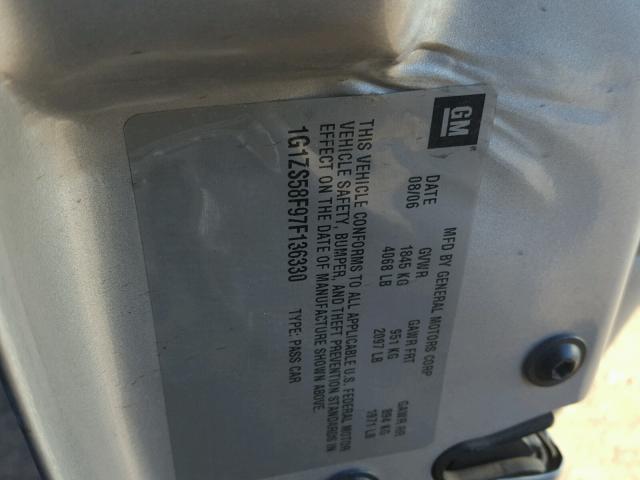 GM
MFD BY GENERAL MOTORS CORP
DATE GVWR GAWR FRT GAWR RR
08/06 1845 KG 951 KG 894 KG
4068 LB 2097 LB 1971 LB
THIS VEHICLE CONFORMS TO ALL APPLICABLE U.S. FEDERAL MOTOR
VEHICLE SAFETY, BUMPER, AND THEFT PREVENTION STANDARDS IN
EFFECT ON THE DATE OF MANUFACTURE SHOWN ABOVE.
1G1ZS58F97F136330 TYPE: PASS CAR